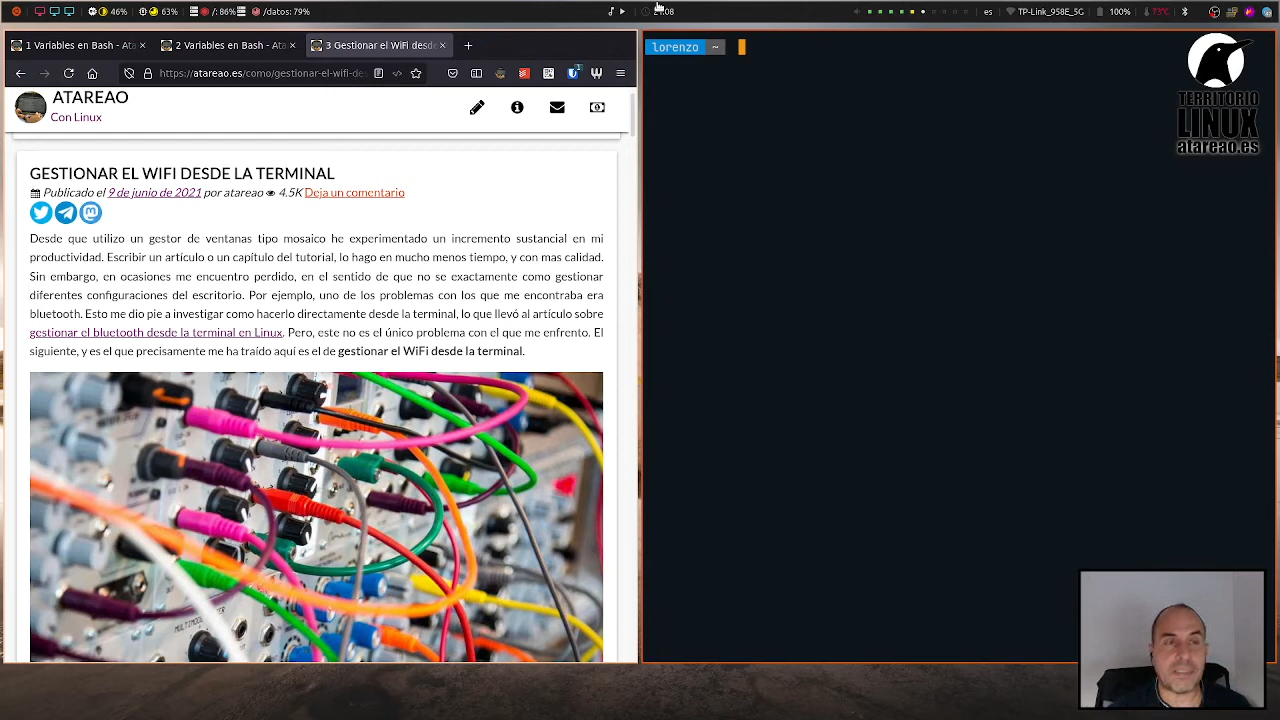 46% 63% /:86% /datos:79%
es TP-Link_958E_5G 100% 73°C
1 Variables en Bash - Ata
2 Variables en Bash - Ata
3 Gestionar el WiFi desde
https://atareao.es/como/gestionar-el-wifi-de
ATAREAO
Con Linux
GESTIONAR EL WIFI DESDE LA TERMINAL
Publicado el 9 de junio de 2021 por atareao 4.5K Deja un comentario
Desde que utilizo un gestor de ventanas tipo mosaico he experimentado un incremento sustancial en mi
productividad. Escribir un artículo o un capítulo del tutorial, lo hago en mucho menos tiempo, y con mas calidad.
Sin embargo, en ocasiones me encuentro perdido, en el sentido de que no se exactamente como gestionar
diferentes configuraciones del escritorio. Por ejemplo, uno de los problemas con los que me encontraba era
bluetooth. Esto me dio pie a investigar como hacerlo directamente desde la terminal, lo que llevó al artículo sobre
gestionar el bluetooth desde la terminal en Linux. Pero, este no es el único problema con el que me enfrento. El
siguiente, y es el que precisamente me ha traído aquí es el de gestionar el WiFi desde la terminal.
lorenzo ~
TERRITORIO
LINUX
atareao.es